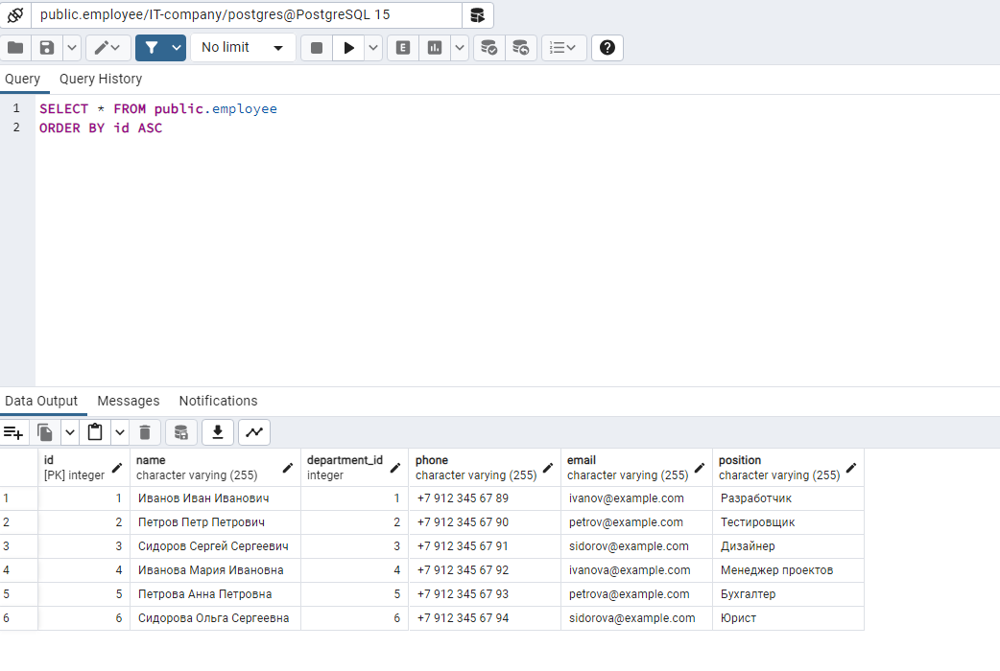 public.employee/IT-company/postgres@PostgreSQL 15
No limit
E
Query Query History
1 SELECT * FROM public.employee
2 ORDER BY id ASC
Data Output Messages Notifications
id name department_id phone email position
[PK] integer character varying (255) integer character varying (255) character varying (255) character varying (255)
1 1 Иванов Иван Иванович 1 +7 912 345 67 89 ivanov@example.com Разработчик
2 2 Петров Петр Петрович 2 +7 912 345 67 90 petrov@example.com Тестировщик
3 3 Сидоров Сергей Сергеевич 3 +7 912 345 67 91 sidorov@example.com Дизайнер
4 4 Иванова Мария Ивановна 4 +7 912 345 67 92 ivanova@example.com Менеджер проектов
5 5 Петрова Анна Петровна 5 +7 912 345 67 93 petrova@example.com Бухгалтер
6 6 Сидорова Ольга Сергеевна 6 +7 912 345 67 94 sidorova@example.com Юрист